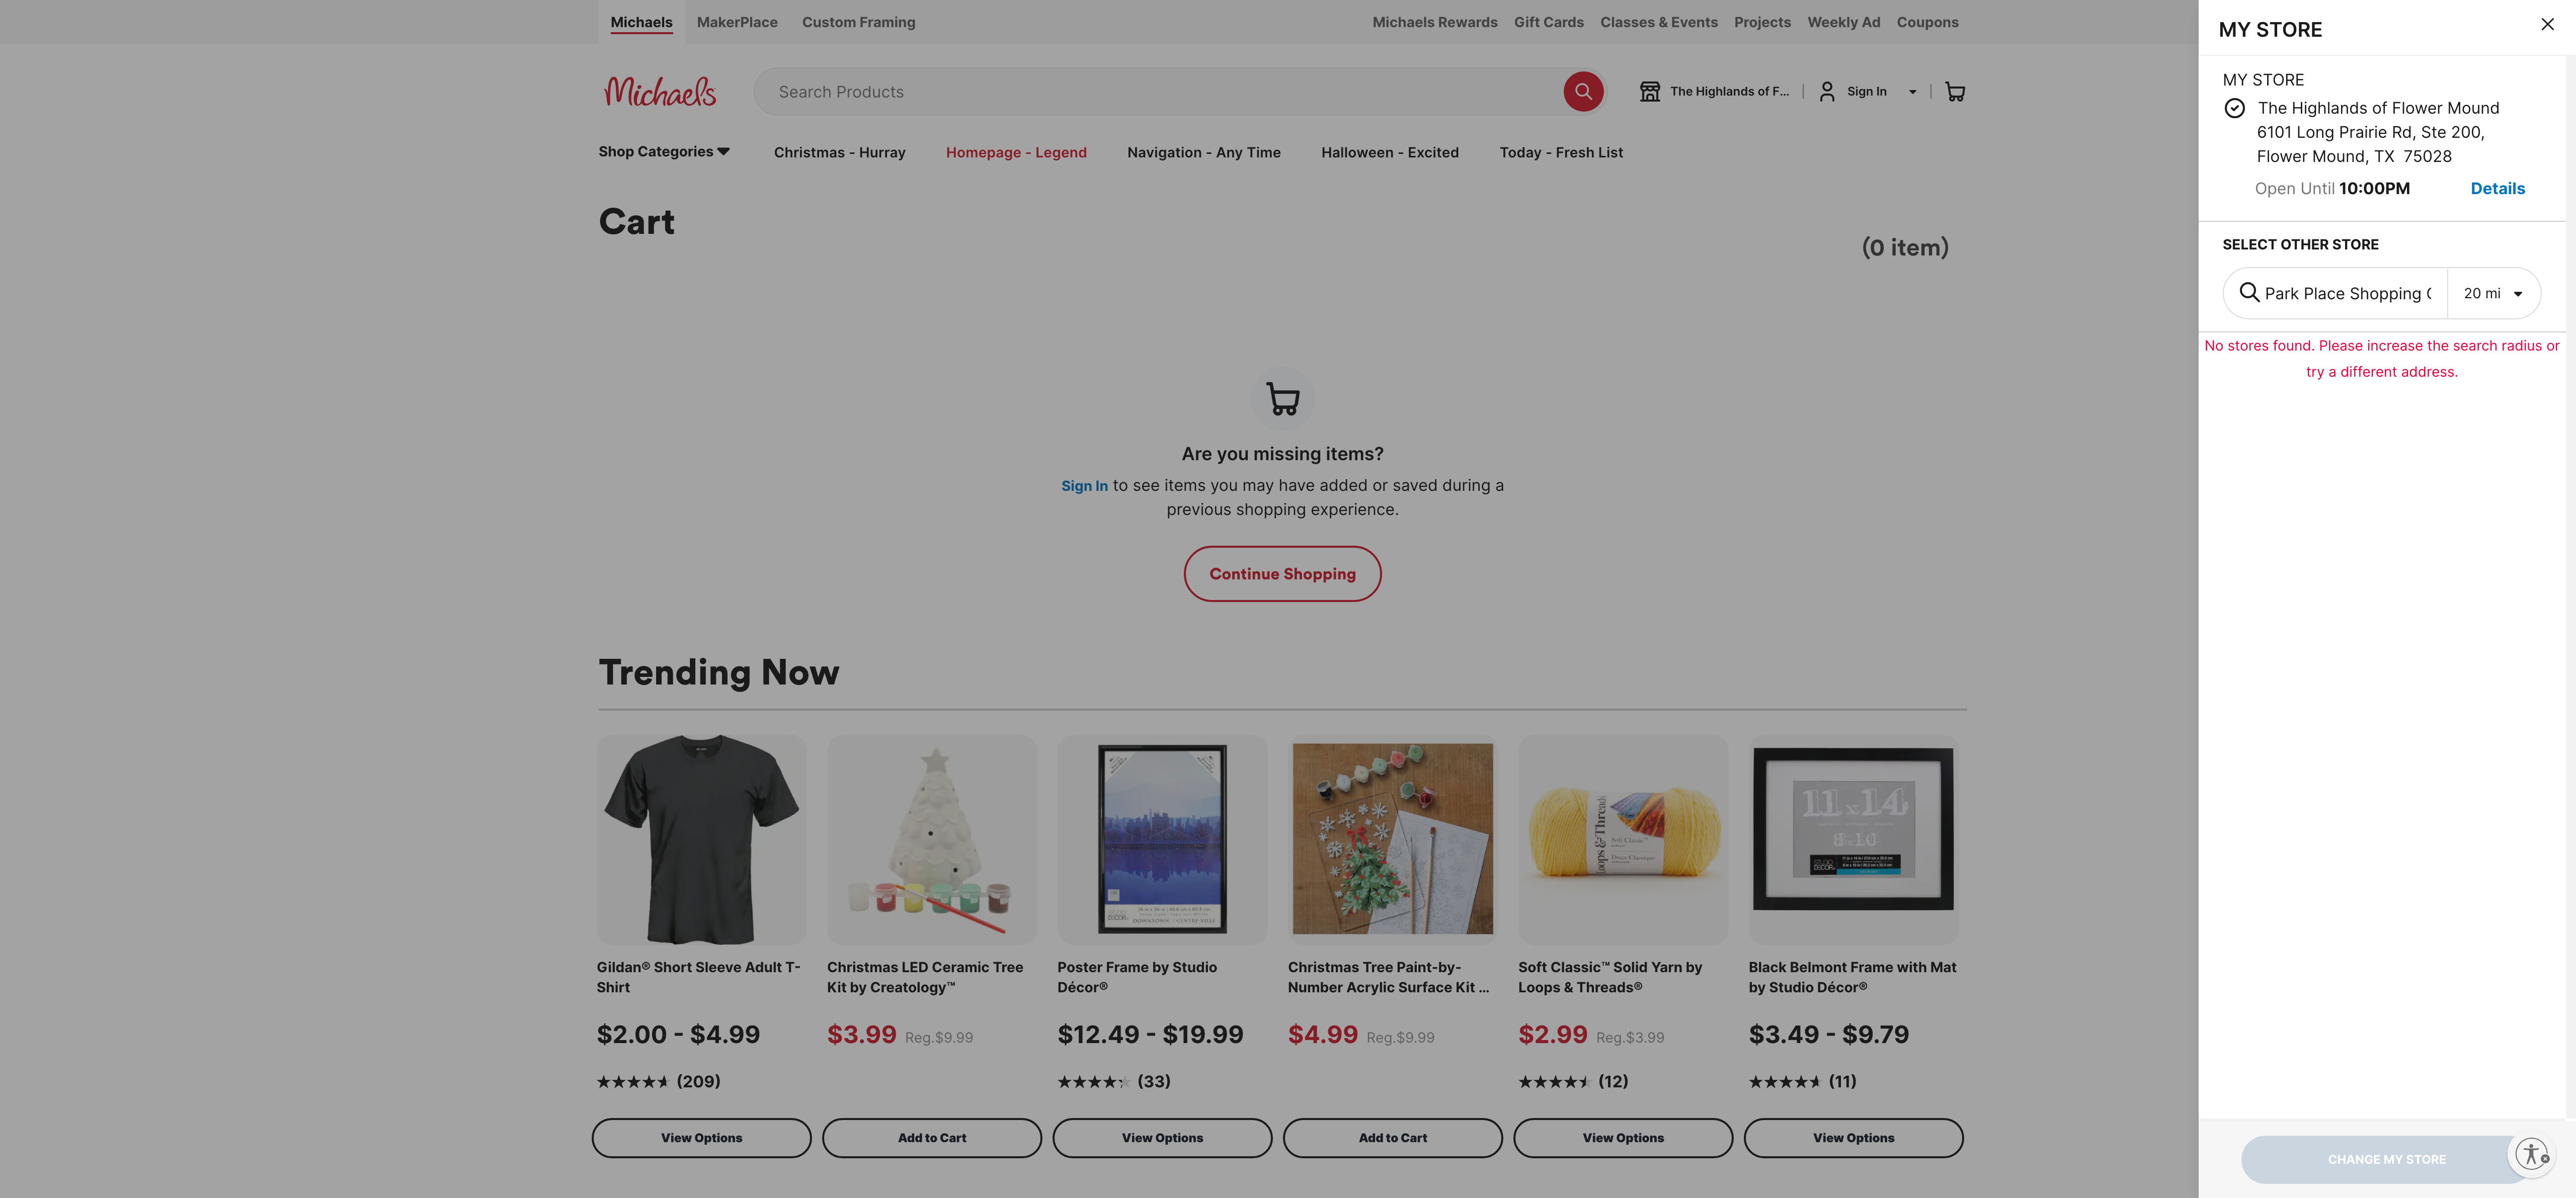 Michaels
MakerPlace
Custom Framing
Michaels Rewards
Gift Cards
Classes & Events
Projects
Weekly Ad
Coupons
Michaels
Search Products
The Highlands of F...
Sign In
Shop Categories
Christmas - Hurray
Homepage - Legend
Navigation - Any Time
Halloween - Excited
Today - Fresh List
Cart
(0 item)
Are you missing items?
Sign In to see items you may have added or saved during a
previous shopping experience.
Continue Shopping
Trending Now
11x14
8x10
Loops & Threads
Soft Classic
DOWNTOWN | CENTRE-VILLE
Gildan® Short Sleeve Adult T-
Shirt
$2.00 - $4.99
(209)
View Options
Christmas LED Ceramic Tree
Kit by Creatology™
$3.99 Reg.$9.99
Add to Cart
Poster Frame by Studio
Décor®
$12.49 - $19.99
(33)
View Options
Christmas Tree Paint-by-
Number Acrylic Surface Kit ...
$4.99 Reg.$9.99
Add to Cart
Soft Classic™ Solid Yarn by
Loops & Threads®
$2.99 Reg.$3.99
(12)
View Options
Black Belmont Frame with Mat
by Studio Décor®
$3.49 - $9.79
(11)
View Options
MY STORE
MY STORE
The Highlands of Flower Mound
6101 Long Prairie Rd, Ste 200,
Flower Mound, TX 75028
Open Until 10:00PM
Details
SELECT OTHER STORE
Park Place Shopping
20 mi
No stores found. Please increase the search radius or
try a different address.
CHANGE MY STORE